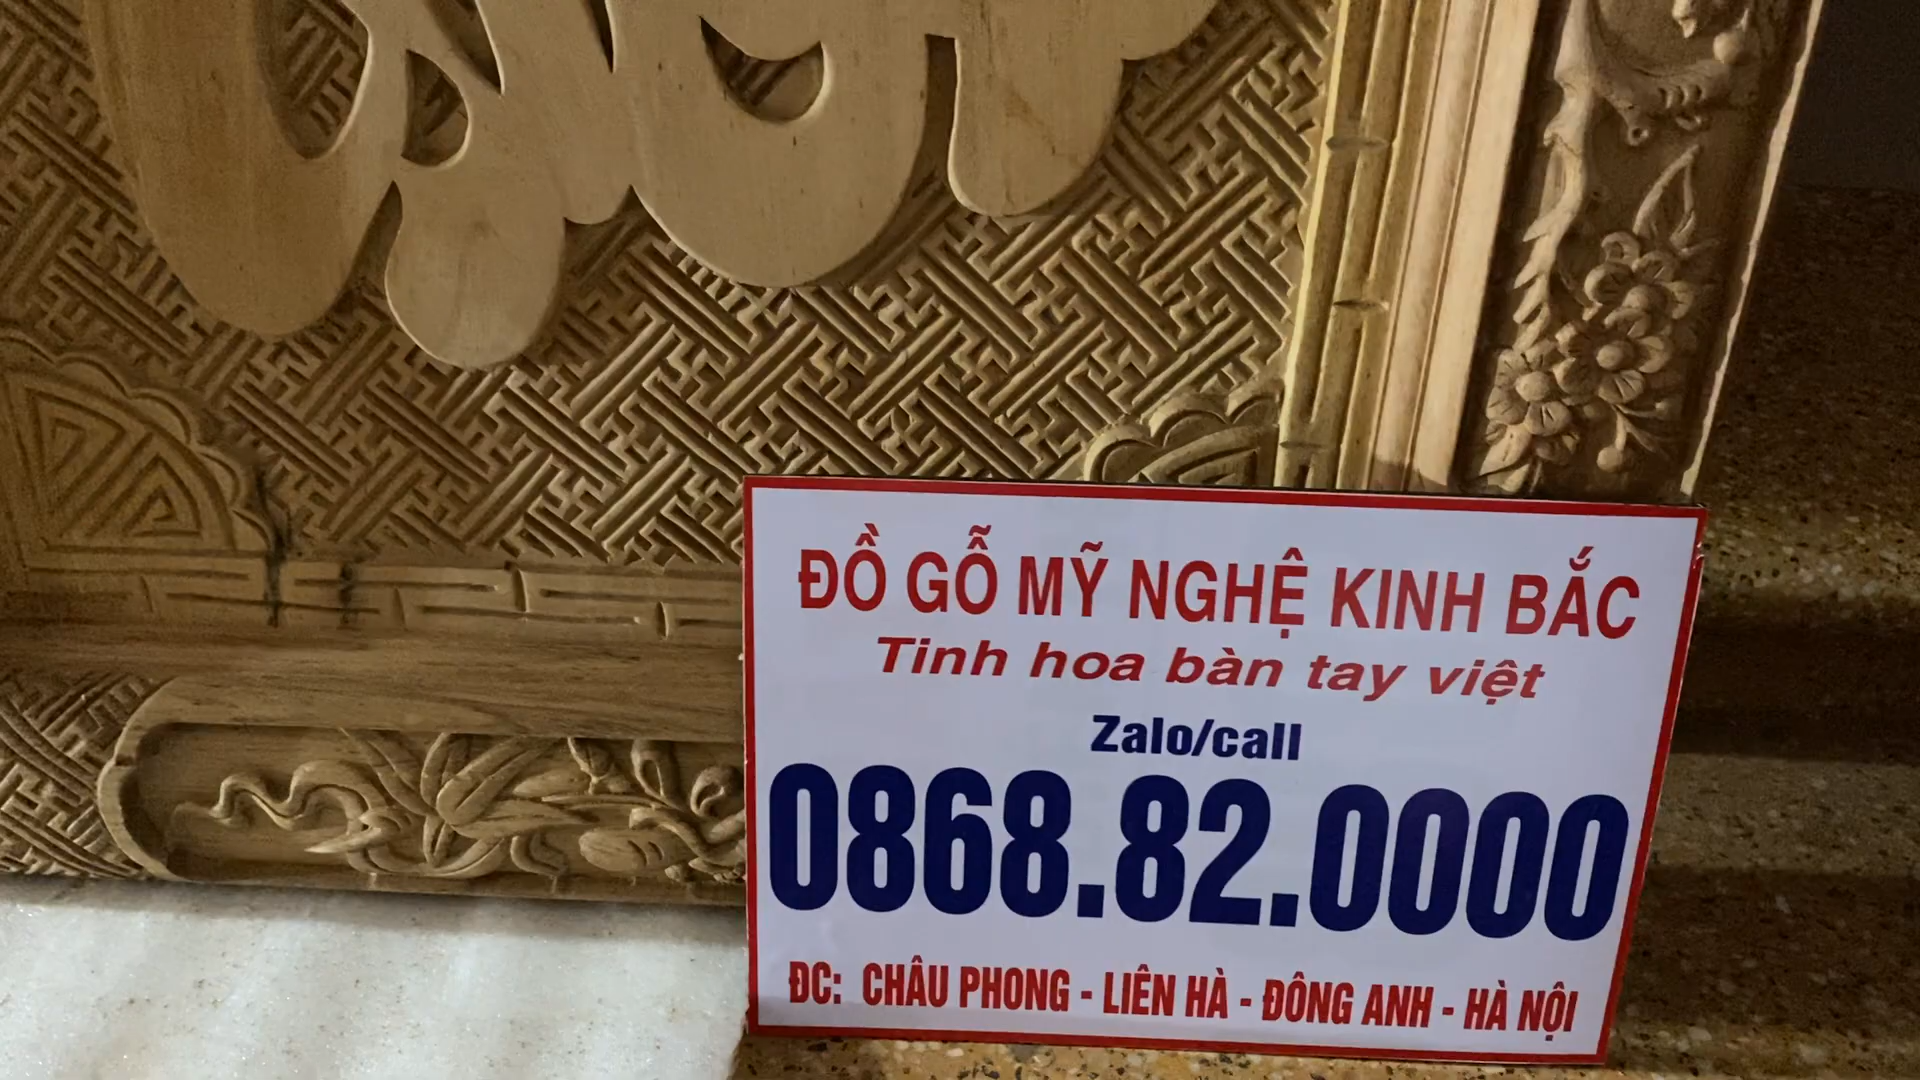 ĐỒ GỖ MỸ NGHỆ KINH BẮC
Tinh hoa bàn tay việt
Zalo/call
0868.82.0000
ĐC: CHÂU PHONG - LIÊN HÀ - ĐÔNG ANH - HÀ NỘI